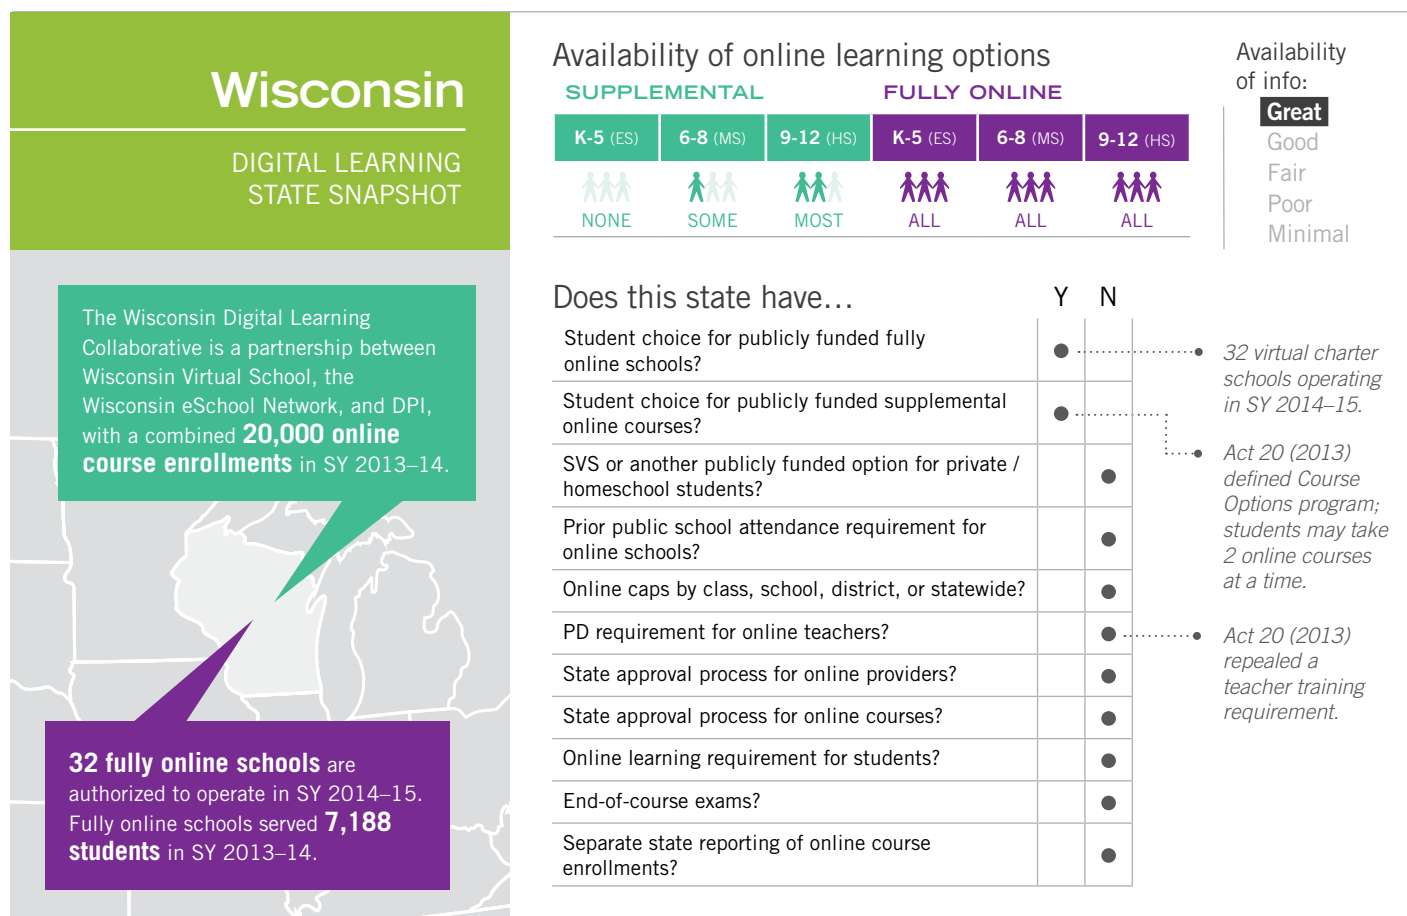 Wisconsin
DIGITAL LEARNING
STATE SNAPSHOT
The Wisconsin Digital Learning
Collaborative is a partnership between
Wisconsin Virtual School, the
Wisconsin eSchool Network, and DPI,
with a combined 20,000 online
course enrollments in SY 2013–14.
32 fully online schools are
authorized to operate in SY 2014–15.
Fully online schools served 7,188
students in SY 2013–14.
Availability of online learning options
SUPPLEMENTAL FULLY ONLINE
K-5 (ES) 6-8 (MS) 9-12 (HS) K-5 (ES) 6-8 (MS) 9-12 (HS)
NONE SOME MOST ALL ALL ALL
Availability
of info:
Great
Good
Fair
Poor
Minimal
Does this state have… Y N
Student choice for publicly funded fully
online schools?
Student choice for publicly funded supplemental
online courses?
SVS or another publicly funded option for private /
homeschool students?
Prior public school attendance requirement for
online schools?
Online caps by class, school, district, or statewide?
PD requirement for online teachers?
State approval process for online providers?
State approval process for online courses?
Online learning requirement for students?
End-of-course exams?
Separate state reporting of online course
enrollments?
32 virtual charter
schools operating
in SY 2014–15.
Act 20 (2013)
defined Course
Options program;
students may take
2 online courses
at a time.
Act 20 (2013)
repealed a
teacher training
requirement.